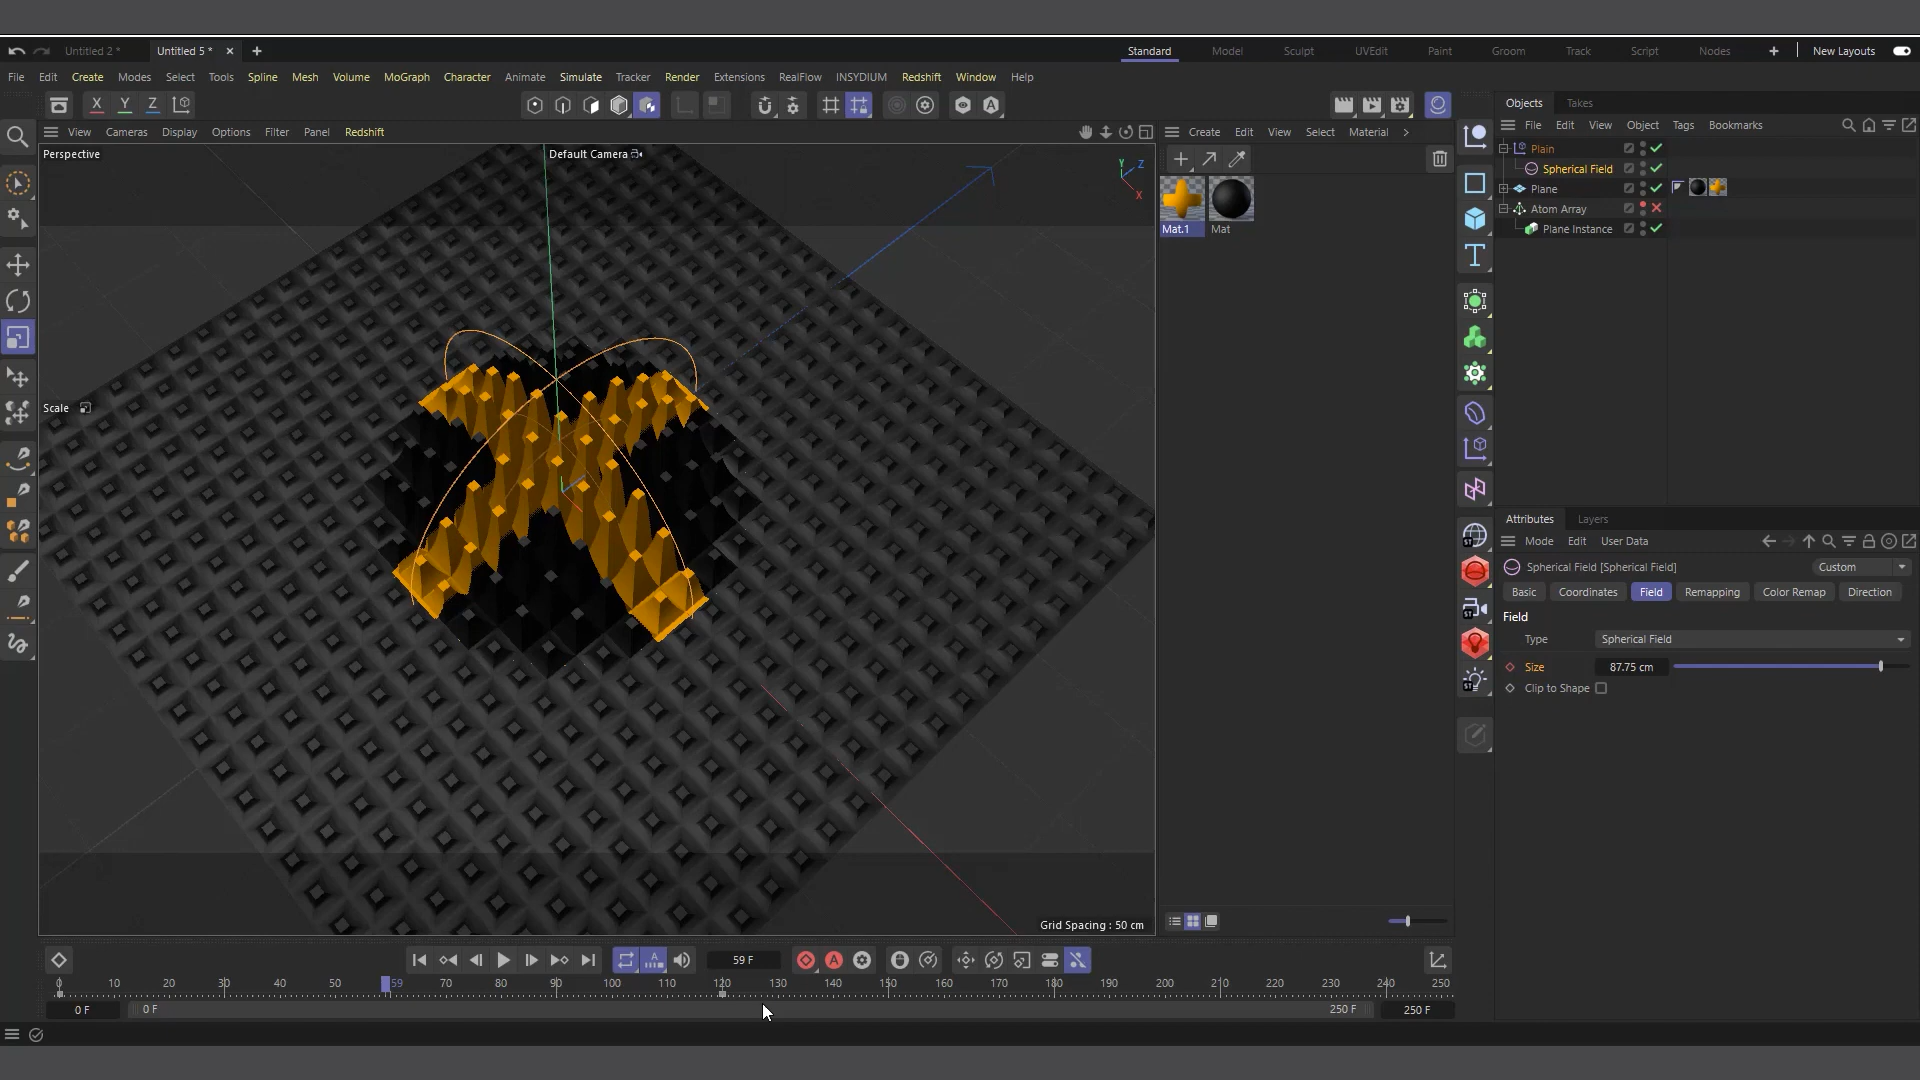 Untitled 2 *
Untitled 5 *
Standard
Model
Sculpt
UVEdit
Paint
Groom
Track
Script
Nodes
New Layouts
File Edit Create Modes Select Tools Spline Mesh Volume MoGraph Character Animate Simulate Tracker Render Extensions RealFlow INSYDIUM Redshift Window Help
X Y Z
Objects Takes
View Cameras Display Options Filter Panel Redshift
Create Edit View Select Material
File Edit View Object Tags Bookmarks
Perspective
Default Camera
Y
Z
X
Plain
Spherical Field
Plane
Atom Array
Plane Instance
Mat.1
Mat
Scale
Attributes Layers
Mode Edit User Data
Spherical Field [Spherical Field]
Custom
Basic Coordinates Field Remapping Color Remap Direction
Field
Type
Spherical Field
Size
87.75 cm
Clip to Shape
Grid Spacing : 50 cm
59 F
0 10 20 30 40 50 59 70 80 90 100 110 120 130 140 150 160 170 180 190 200 210 220 230 240 250
0 F
0 F
250 F
250 F